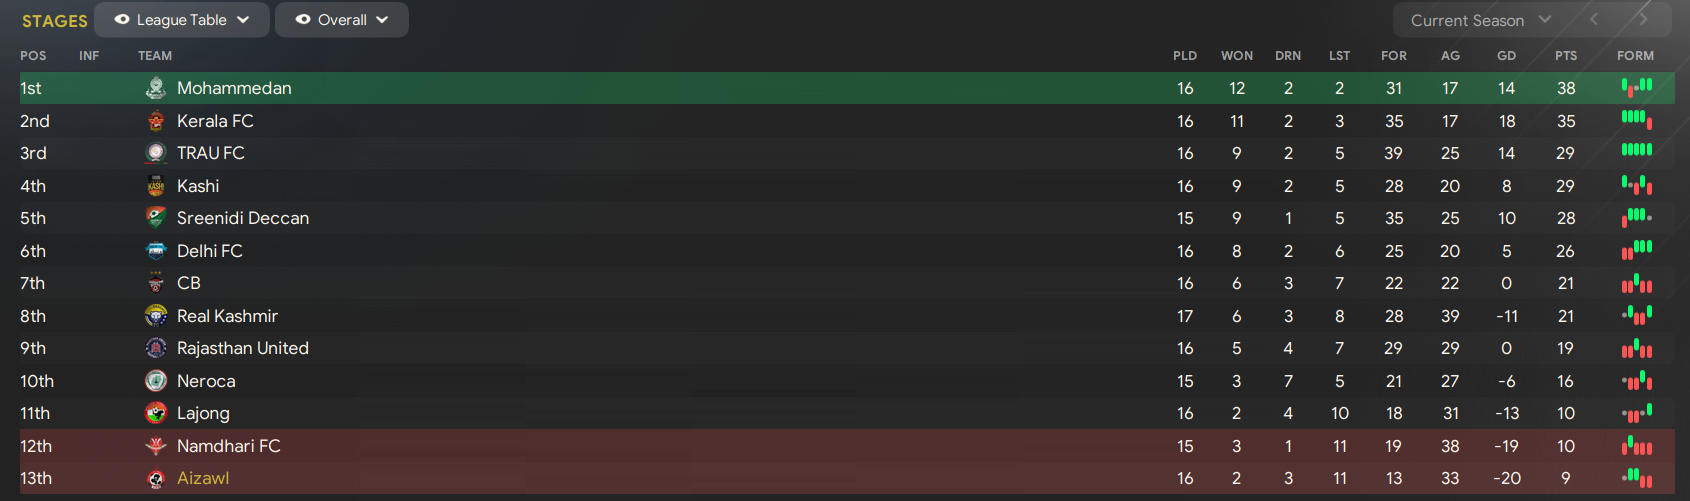 STAGES League Table Overall Current Season
POS INF TEAM PLD WON DRN LST FOR AG GD PTS FORM
1st Mohammedan 16 12 2 2 31 17 14 38
2nd Kerala FC 16 11 2 3 35 17 18 35
3rd TRAU FC 16 9 2 5 39 25 14 29
4th Kashi 16 9 2 5 28 20 8 29
5th Sreenidi Deccan 15 9 1 5 35 25 10 28
6th Delhi FC 16 8 2 6 25 20 5 26
7th CB 16 6 3 7 22 22 0 21
8th Real Kashmir 17 6 3 8 28 39 -11 21
9th Rajasthan United 16 5 4 7 29 29 0 19
10th Neroca 15 3 7 5 21 27 -6 16
11th Lajong 16 2 4 10 18 31 -13 10
12th Namdhari FC 15 3 1 11 19 38 -19 10
13th Aizawl 16 2 3 11 13 33 -20 9